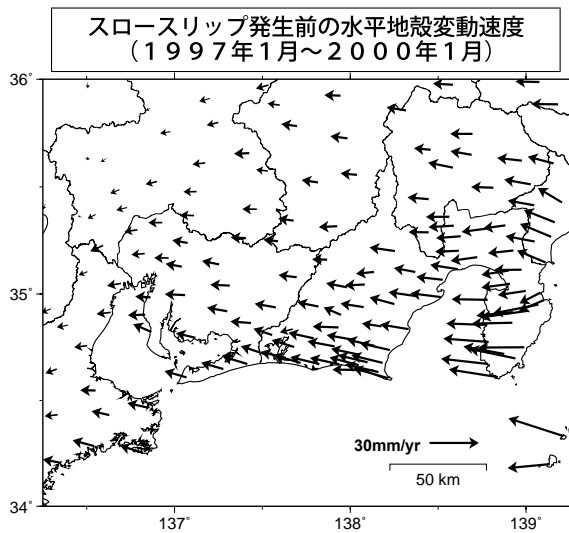 スロースリップ発生前の水平地殻変動速度
（１９９７年１月～２０００年１月）
36˚
35˚
30mm/yr
50 km
34˚
137˚
138˚
139˚